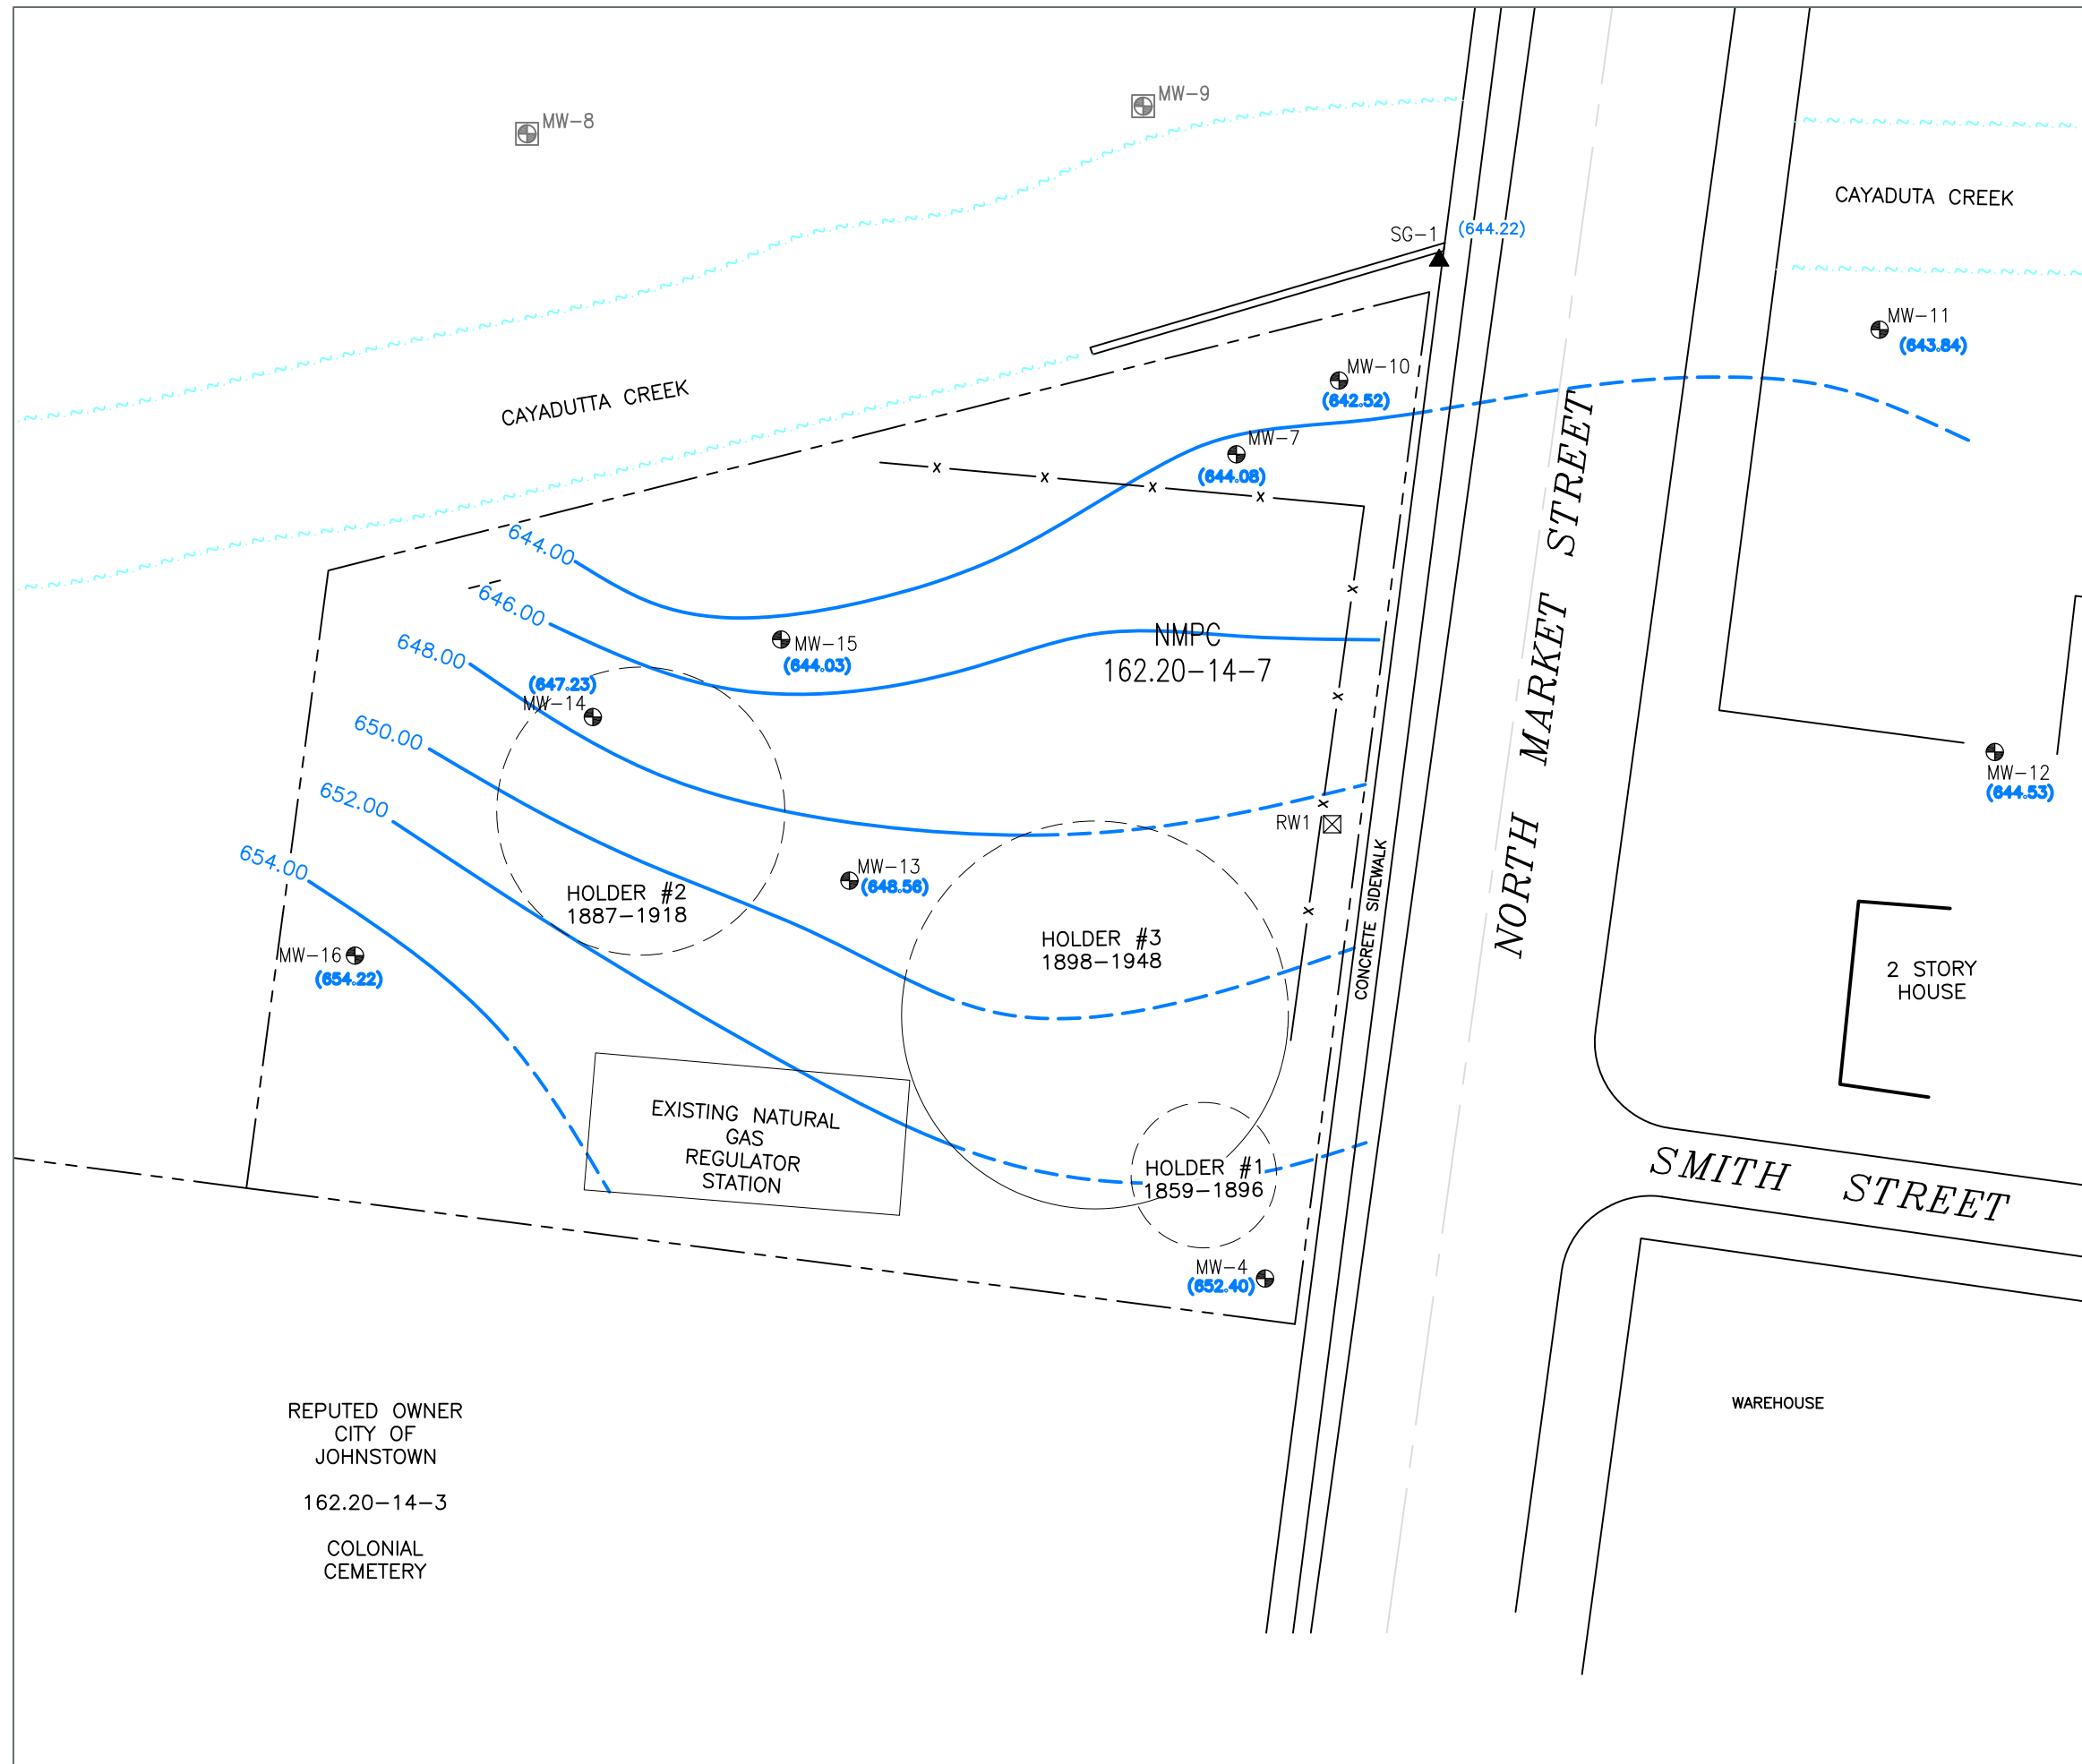 MW-8
MW-9
CAYADUTA CREEK
SG-1
(644.22)
MW-11
(643.84)
MW-10
(642.52)
CAYADUTTA CREEK
MW-7
(644.08)
644.00
646.00
648.00
MW-15
(644.03)
NMPC
162.20-14-7
(647.23)
MW-14
650.00
652.00
654.00
NORTH MARKET STREET
MW-12
(644.53)
RW1
CONCRETE SIDEWALK
MW-13
(648.56)
HOLDER #2
1887-1918
HOLDER #3
1898-1948
MW-16
(654.22)
2 STORY
HOUSE
EXISTING NATURAL
GAS
REGULATOR
STATION
HOLDER #1
1859-1896
SMITH STREET
MW-4
(652.40)
REPUTED OWNER
CITY OF
JOHNSTOWN
162.20-14-3
COLONIAL
CEMETERY
WAREHOUSE